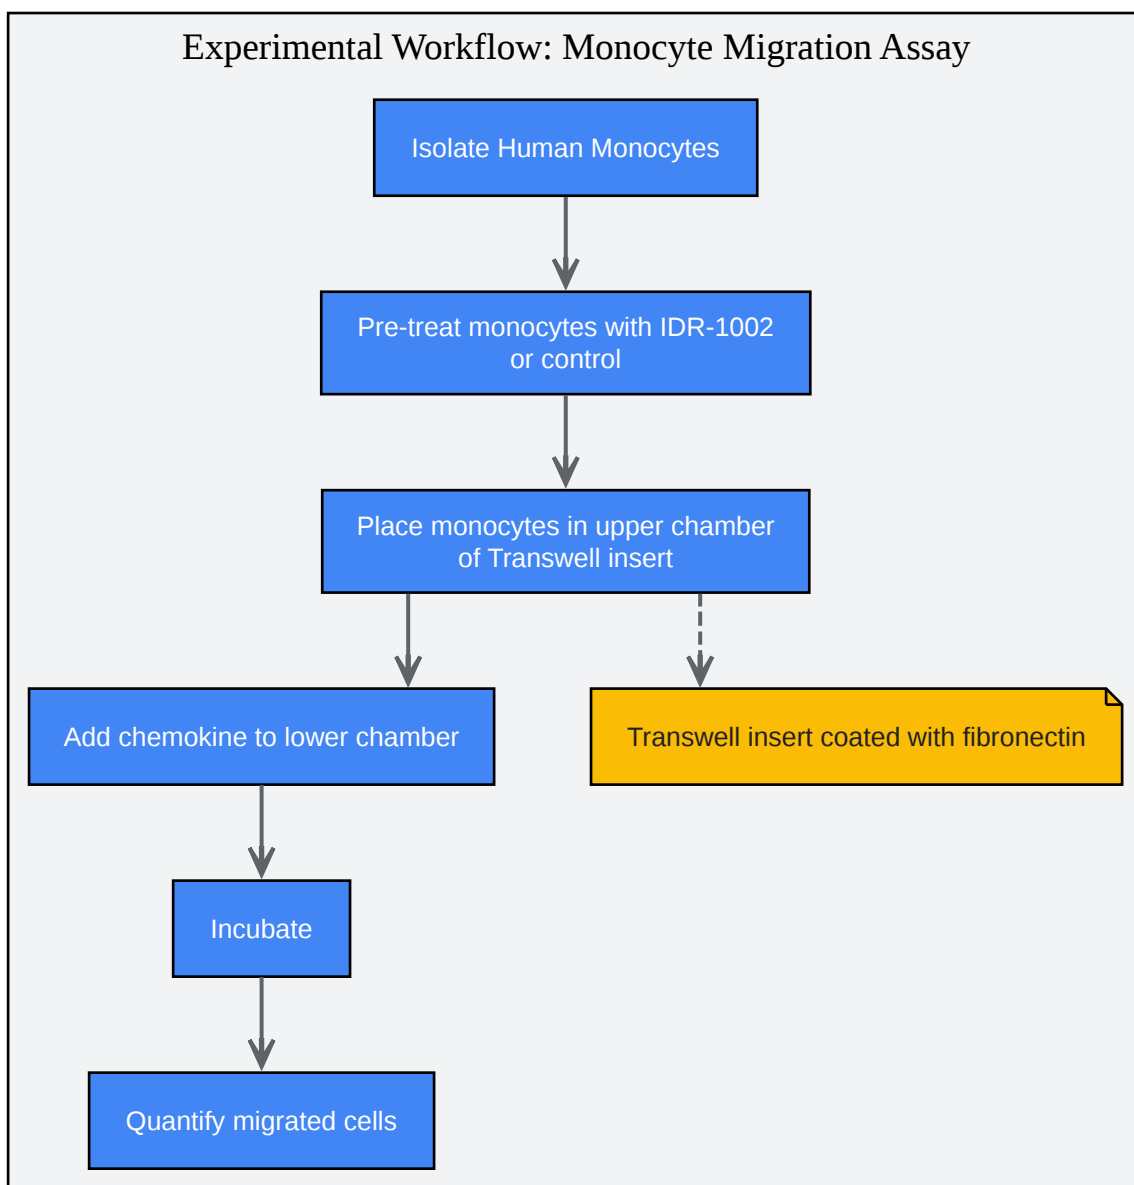 Experimental Workflow: Monocyte Migration Assay
Isolate Human Monocytes
Pre-treat monocytes with IDR-1002
or control
Place monocytes in upper chamber
of Transwell insert
Add chemokine to lower chamber
Transwell insert coated with fibronectin
Incubate
Quantify migrated cells